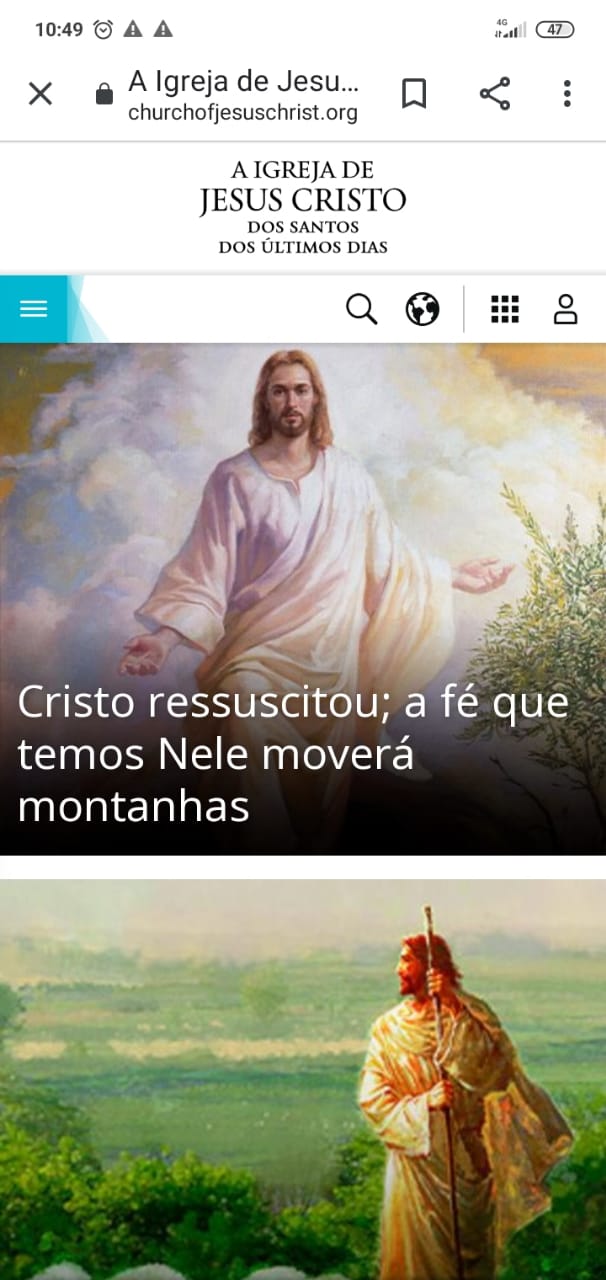 10:49
4G
47
A Igreja de Jesu...
churchofjesuschrist.org
A IGREJA DE
JESUS CRISTO
DOS SANTOS
DOS ÚLTIMOS DIAS
Cristo ressuscitou; a fé que
temos Nele moverá
montanhas